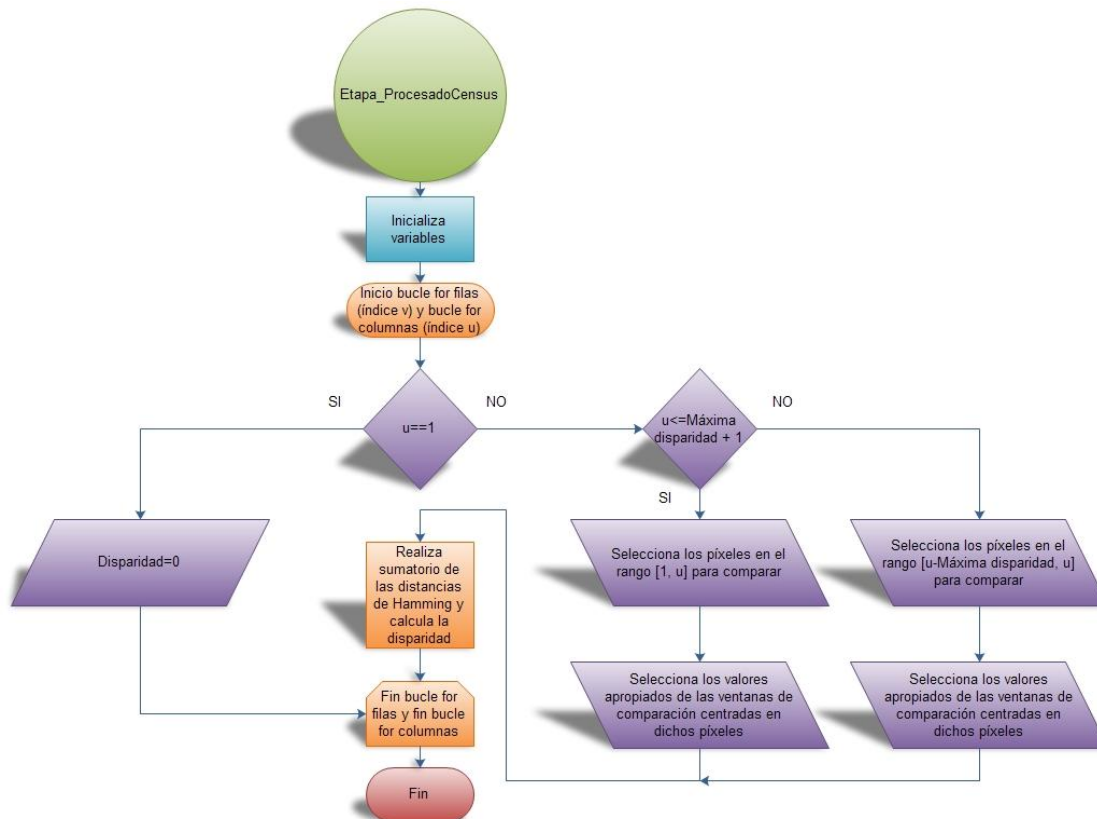 Etapa_ProcesadoCensus
Inicializa
variables
Inicio bucle for filas
(índice v) y bucle for
columnas (índice u)
SI
u==1
NO
u<=Máxima
disparidad + 1
NO
SI
Disparidad=0
Realiza
sumatorio de
las distancias
de Hamming y
calcula la
disparidad
Selecciona los píxeles en el
rango [1, u] para comparar
Selecciona los píxeles en el
rango [u-Máxima disparidad, u]
para comparar
Selecciona los valores
apropiados de las ventanas de
comparación centradas en
dichos píxeles
Selecciona los valores
apropiados de las ventanas de
comparación centradas en
dichos píxeles
Fin bucle for
filas y fin bucle
for columnas
Fin